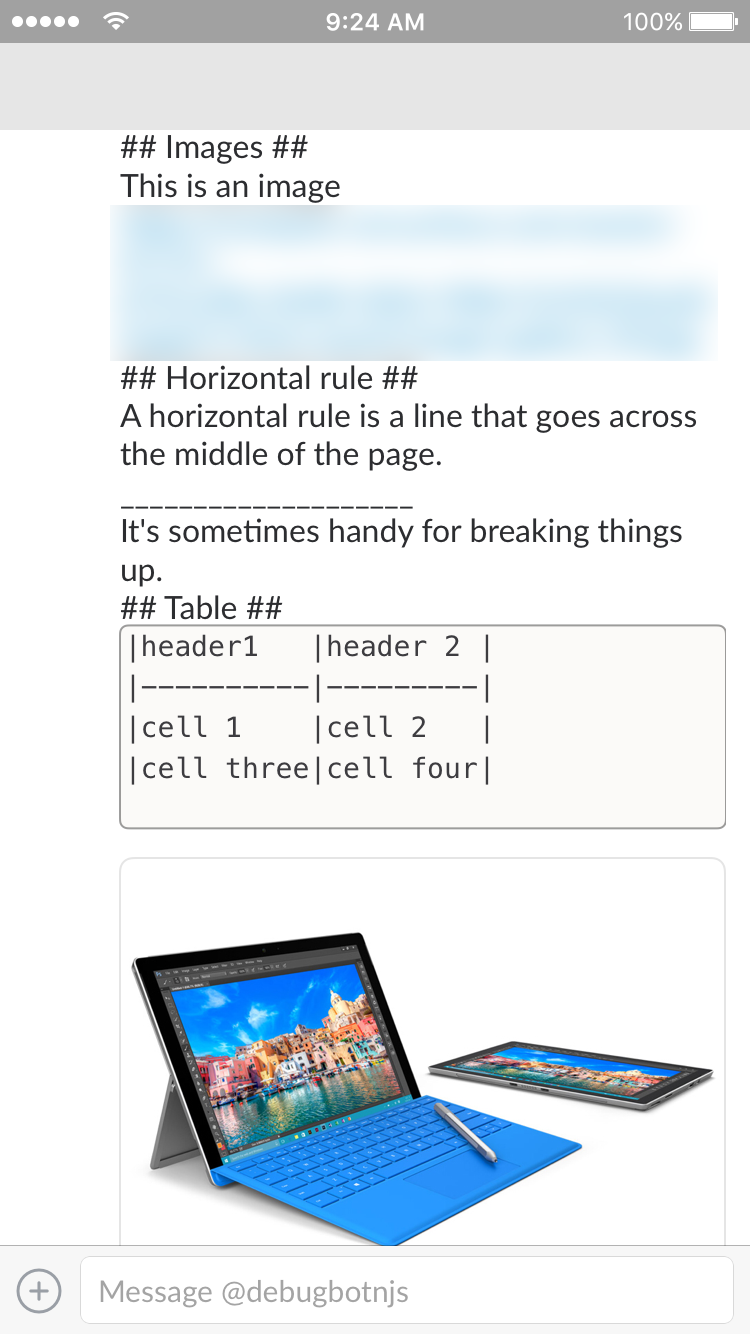 9:24 AM
100%
## Images ##
This is an image
## Horizontal rule ##
A horizontal rule is a line that goes across
the middle of the page.
____________________
It's sometimes handy for breaking things
up.
## Table ##
|header1   |header 2 |
|----------|---------|
|cell 1    |cell 2   |
|cell three|cell four|
Message @debugbotnjs